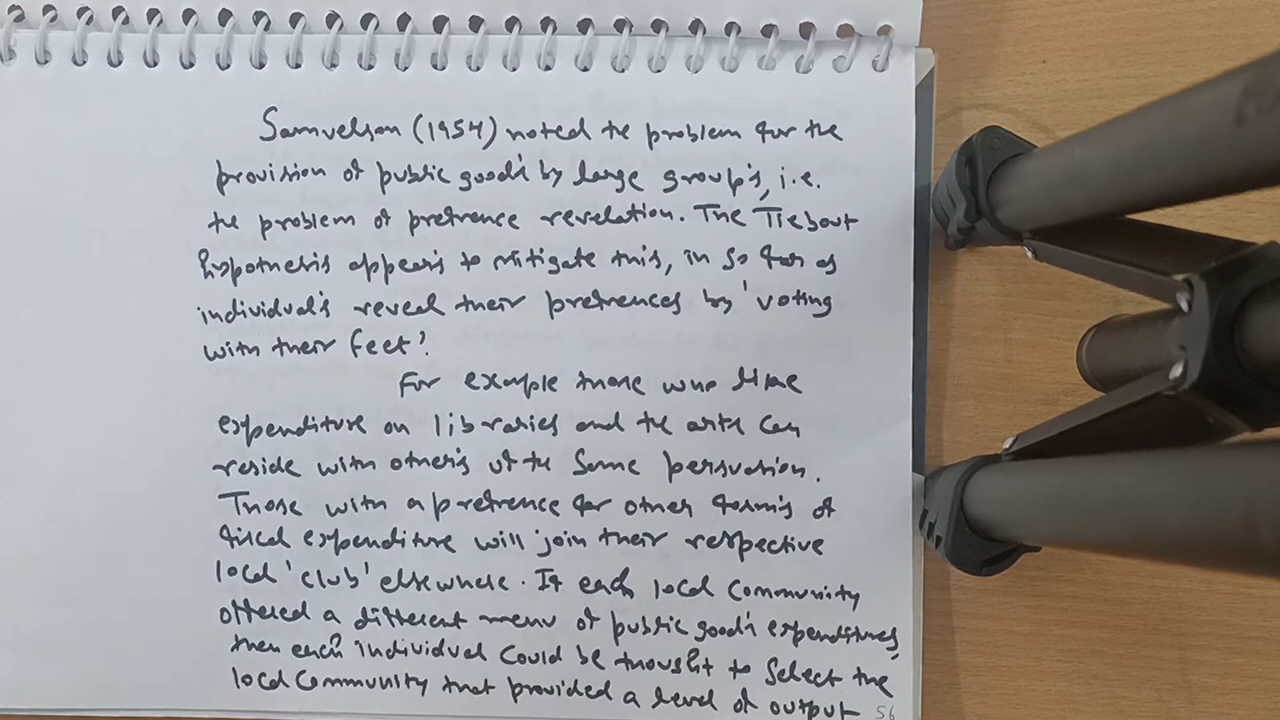 Samuelson (1954) noted the problem for the
provision of public goods by large groups, i.e.
the problem of prefrence revelation. The Tiebout
hypothesis appears to mitigate this, in so far as
individuals reveal their prefrences by 'voting
with their feet'.
For example those who like
expenditure on libraries and the arts can
reside with others of the same persuation.
Those with a prefrence for other forms of
fiscal expenditure will join their respective
local 'club' elsewhere. If each local community
offered a different menu of public goods expenditures,
then each individual could be thought to select the
local community that provided a level of output
56